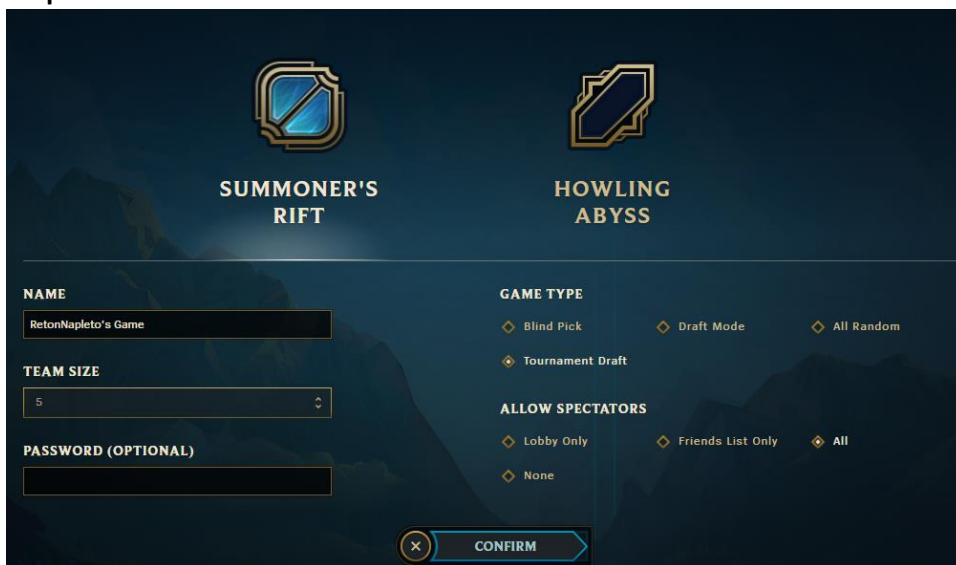 SUMMONER'S
RIFT
HOWLING
ABYSS
NAME
RetonNapleto's Game
TEAM SIZE
5
PASSWORD (OPTIONAL)
GAME TYPE
Blind Pick Draft Mode All Random
Tournament Draft
ALLOW SPECTATORS
Lobby Only Friends List Only All
None
CONFIRM